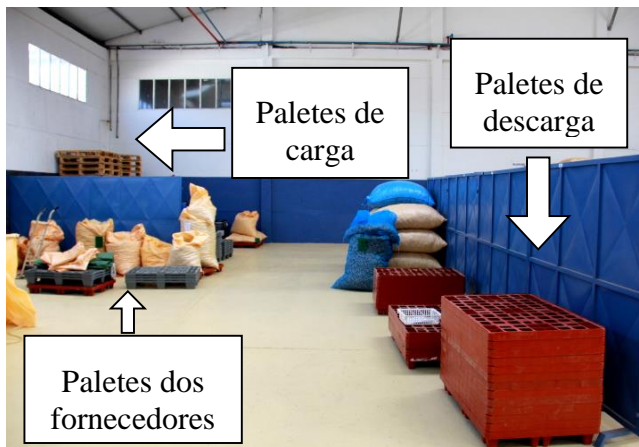 Paletes de
carga
Paletes de
descarga
Paletes dos
fornecedores